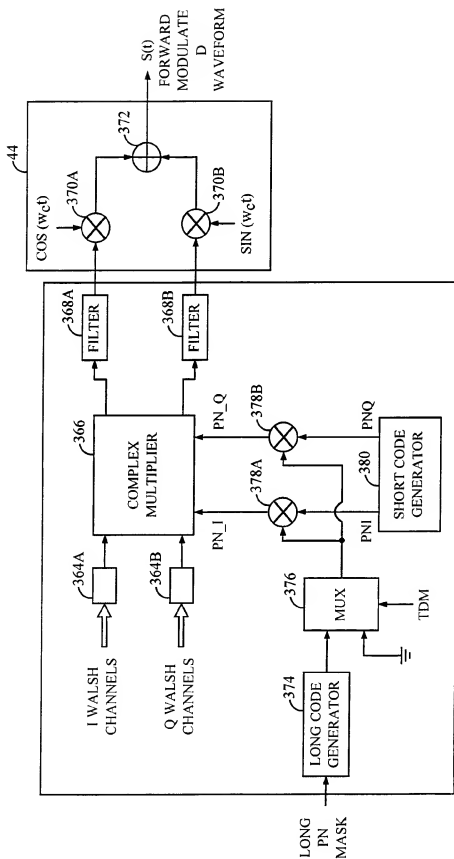 44
COS (wct)
370A
372
S(t)
FORWARD
MODULATE
D
WAVEFORM
370B
SIN (wct)
368A
FILTER
368B
FILTER
366
COMPLEX
MULTIPLIER
364A
I WALSH
CHANNELS
364B
Q WALSH
CHANNELS
PN_I
PN_Q
378A
378B
PNI
PNQ
380
SHORT CODE
GENERATOR
376
MUX
TDM
374
LONG CODE
GENERATOR
LONG
PN
MASK